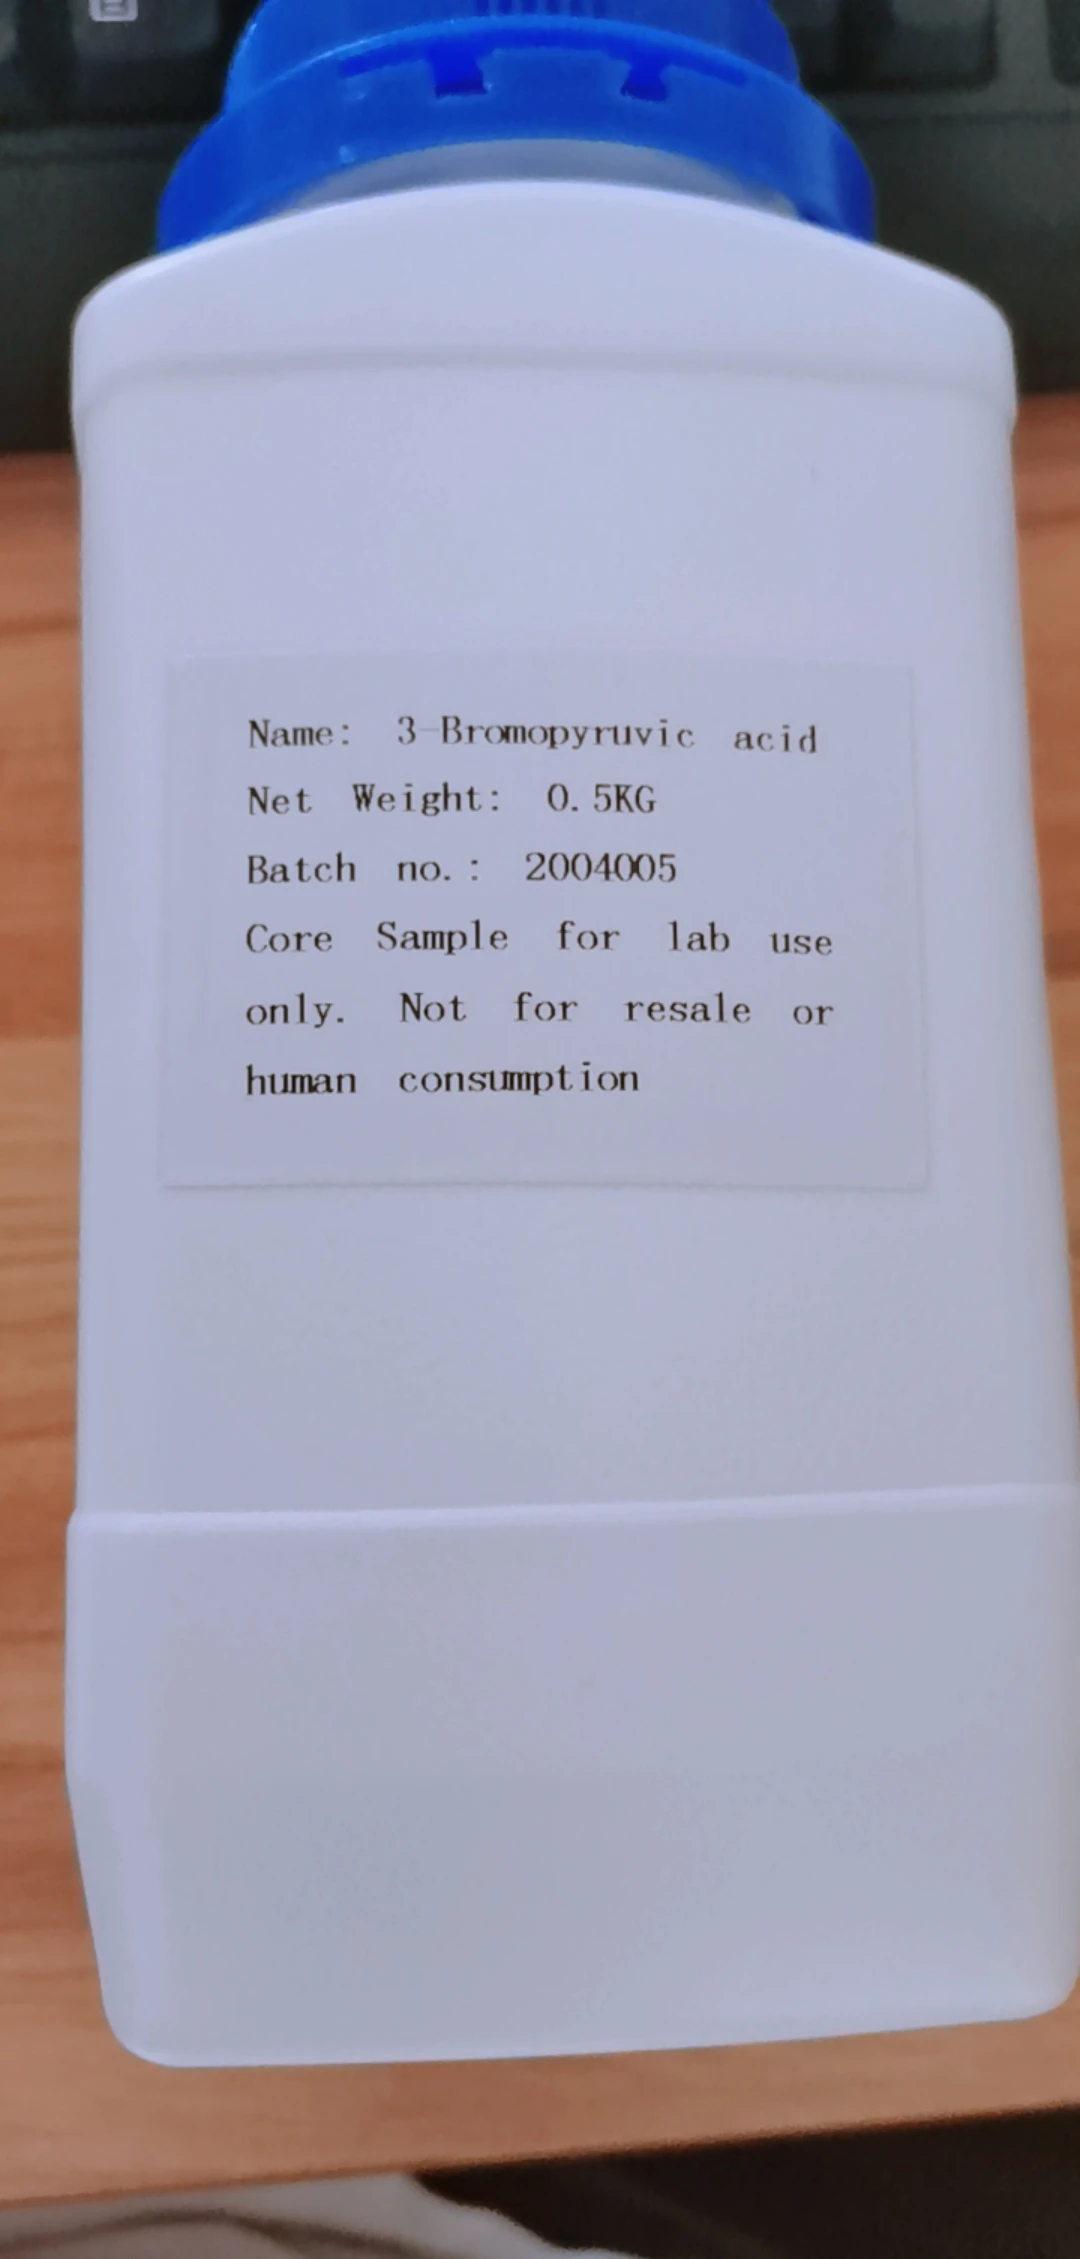 Name: 3-Bromopyruvic acid
Net Weight: 0.5KG
Batch no.: 2004005
Core Sample for lab use
only. Not for resale or
human consumption